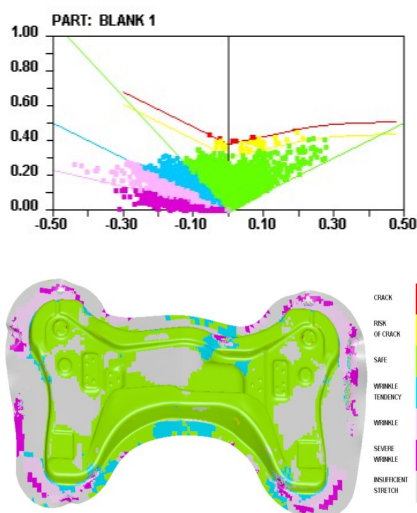 PART: BLANK 1
1.00
0.80
0.60
0.40
0.20
0.00
-0.50 -0.30 -0.10 0.10 0.30 0.50
CRACK
RISK
OF CRACK
SAFE
WRINKLE
TENDENCY
WRINKLE
SEVERE
WRINKLE
INSUFFICIENT
STRETCH